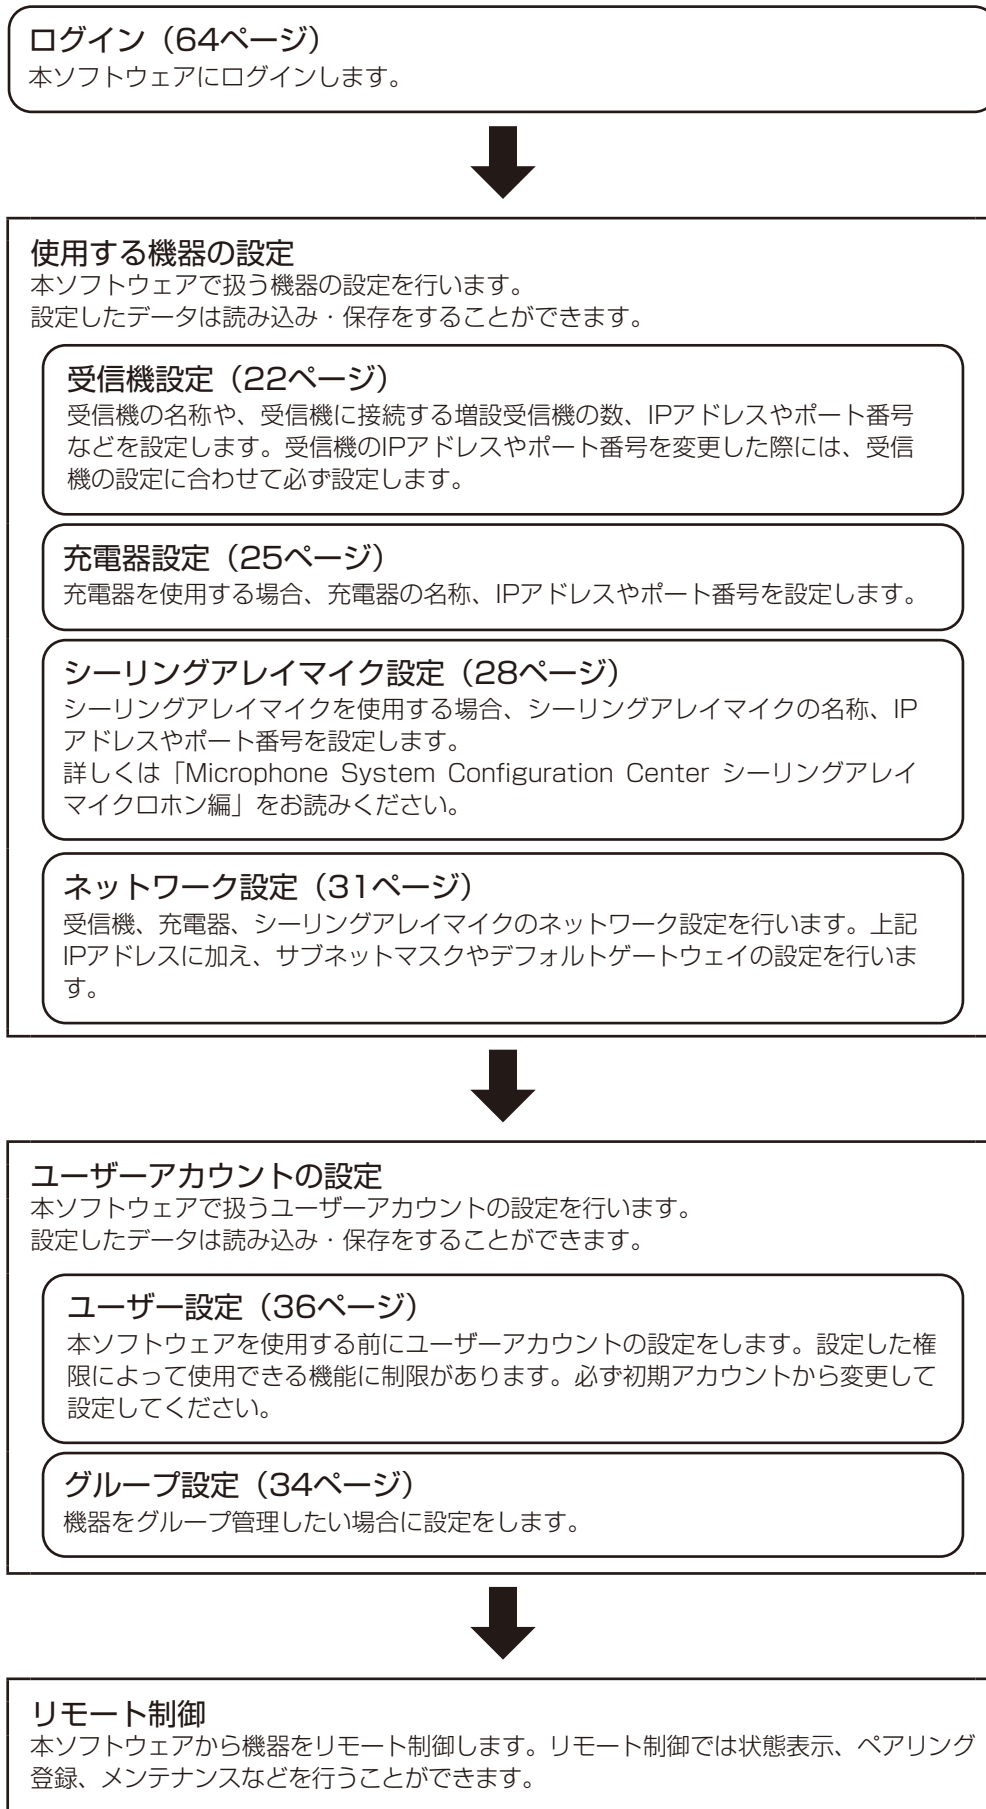 ログイン（64ページ）
本ソフトウェアにログインします。
使用する機器の設定
本ソフトウェアで扱う機器の設定を行います。
設定したデータは読み込み・保存をすることができます。
受信機設定（22ページ）
受信機の名称や、受信機に接続する増設受信機の数、IPアドレスやポート番号
などを設定します。受信機のIPアドレスやポート番号を変更した際には、受信
機の設定に合わせて必ず設定します。
充電器設定（25ページ）
充電器を使用する場合、充電器の名称、IPアドレスやポート番号を設定します。
シーリングアレイマイク設定（28ページ）
シーリングアレイマイクを使用する場合、シーリングアレイマイクの名称、IP
アドレスやポート番号を設定します。
詳しくは「Microphone System Configuration Center シーリングアレイ
マイクロホン編」をお読みください。
ネットワーク設定（31ページ）
受信機、充電器、シーリングアレイマイクのネットワーク設定を行います。上記
IPアドレスに加え、サブネットマスクやデフォルトゲートウェイの設定を行いま
す。
ユーザーアカウントの設定
本ソフトウェアで扱うユーザーアカウントの設定を行います。
設定したデータは読み込み・保存をすることができます。
ユーザー設定（36ページ）
本ソフトウェアを使用する前にユーザーアカウントの設定をします。設定した権
限によって使用できる機能に制限があります。必ず初期アカウントから変更して
設定してください。
グループ設定（34ページ）
機器をグループ管理したい場合に設定をします。
リモート制御
本ソフトウェアから機器をリモート制御します。リモート制御では状態表示、ペアリング
登録、メンテナンスなどを行うことができます。